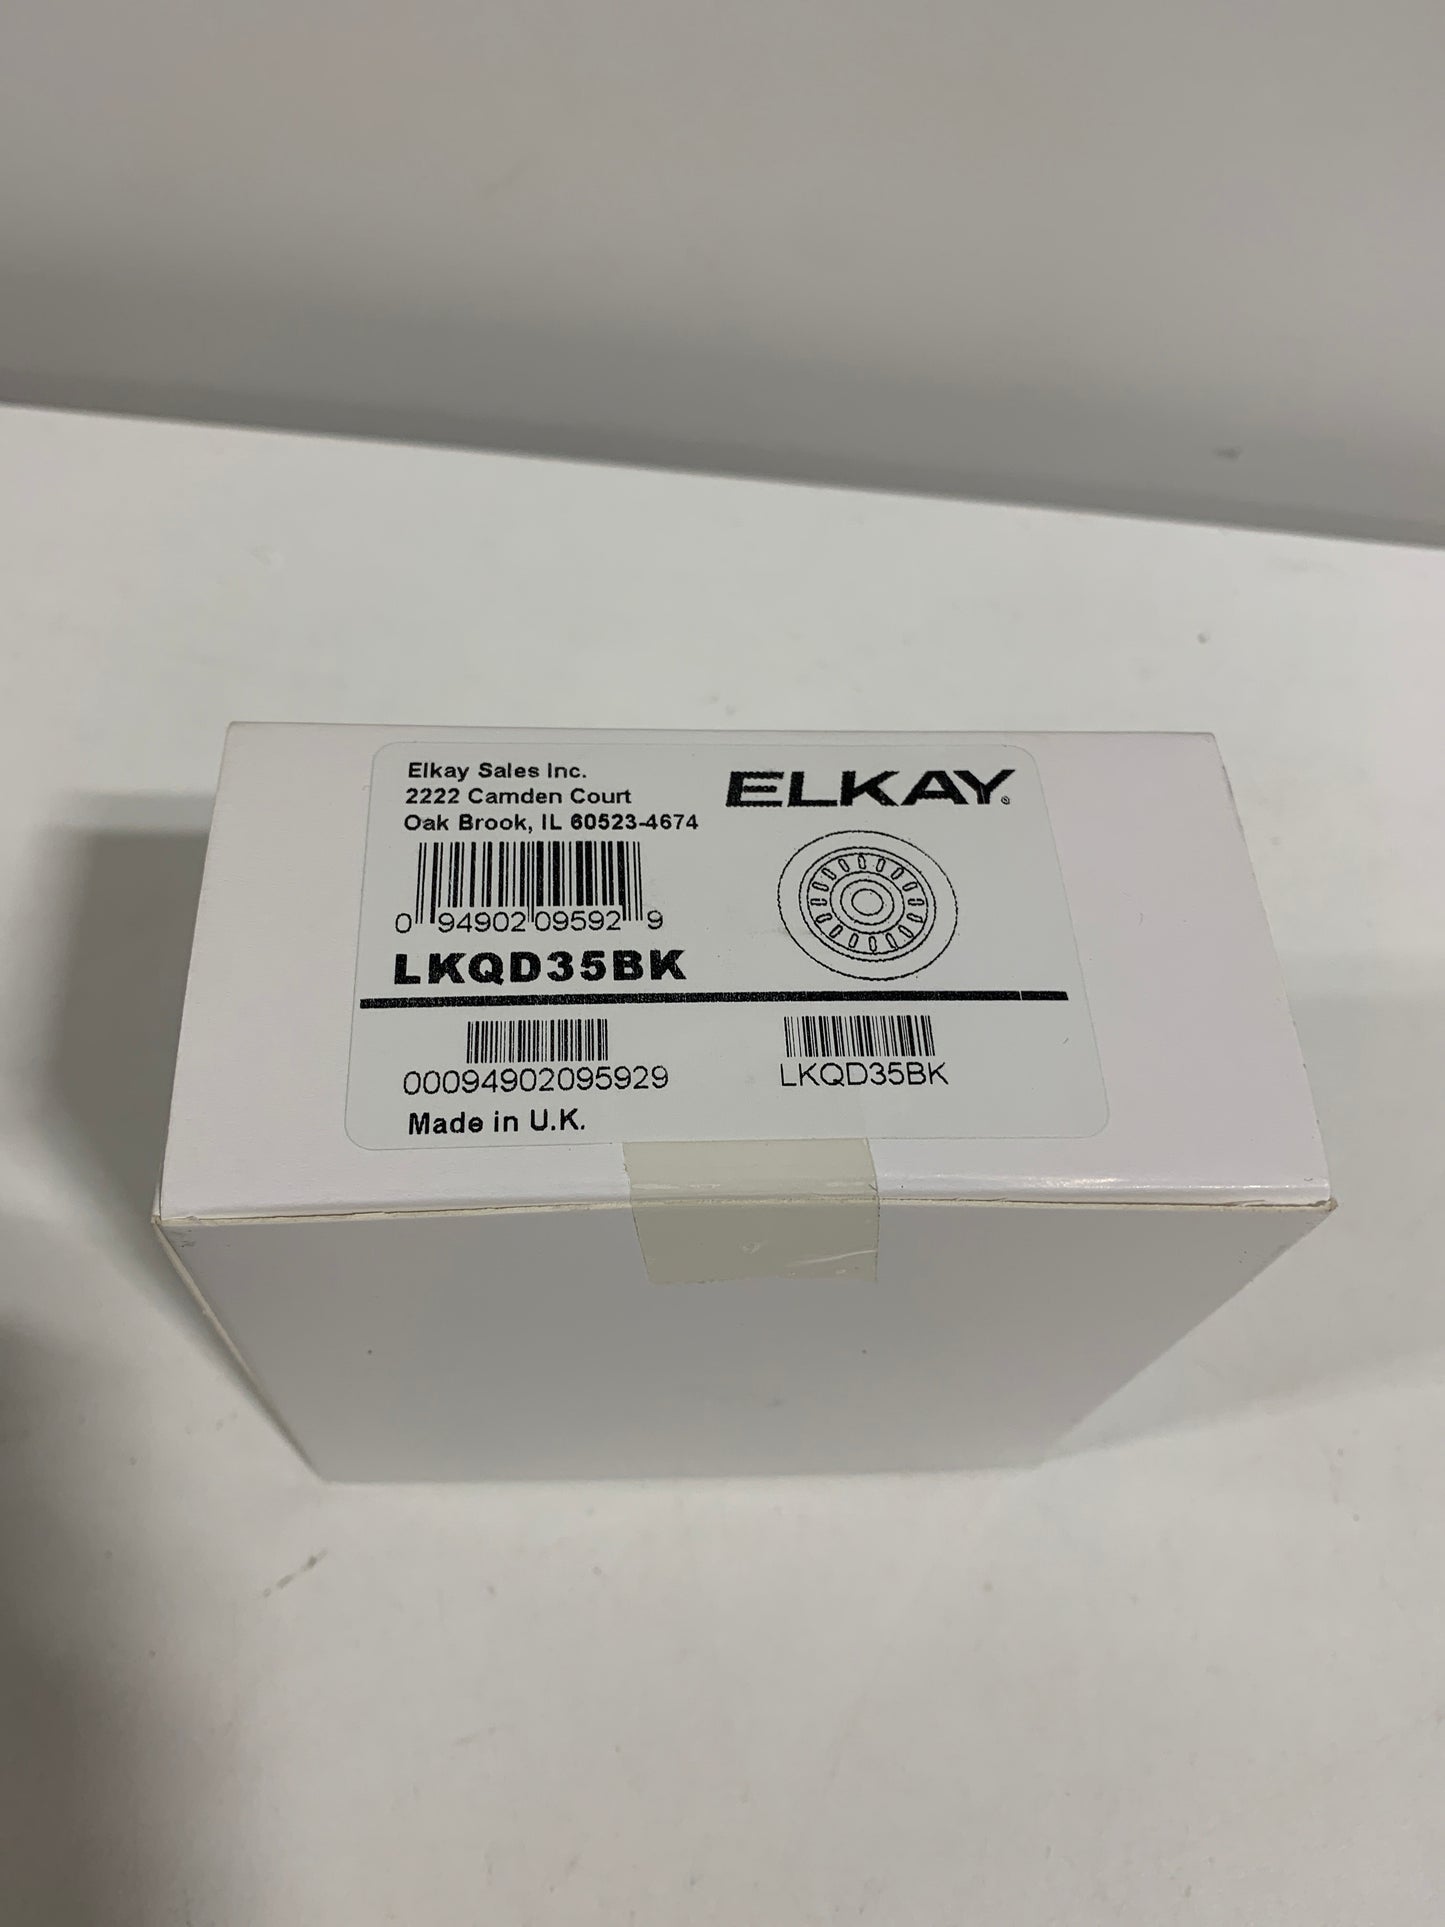 Elkay Sales Inc.
2222 Camden Court
Oak Brook, IL 60523-4674
ELKAY®
0 94902 09592 9
LKQD35BK
00094902095929
LKQD35BK
Made in U.K.